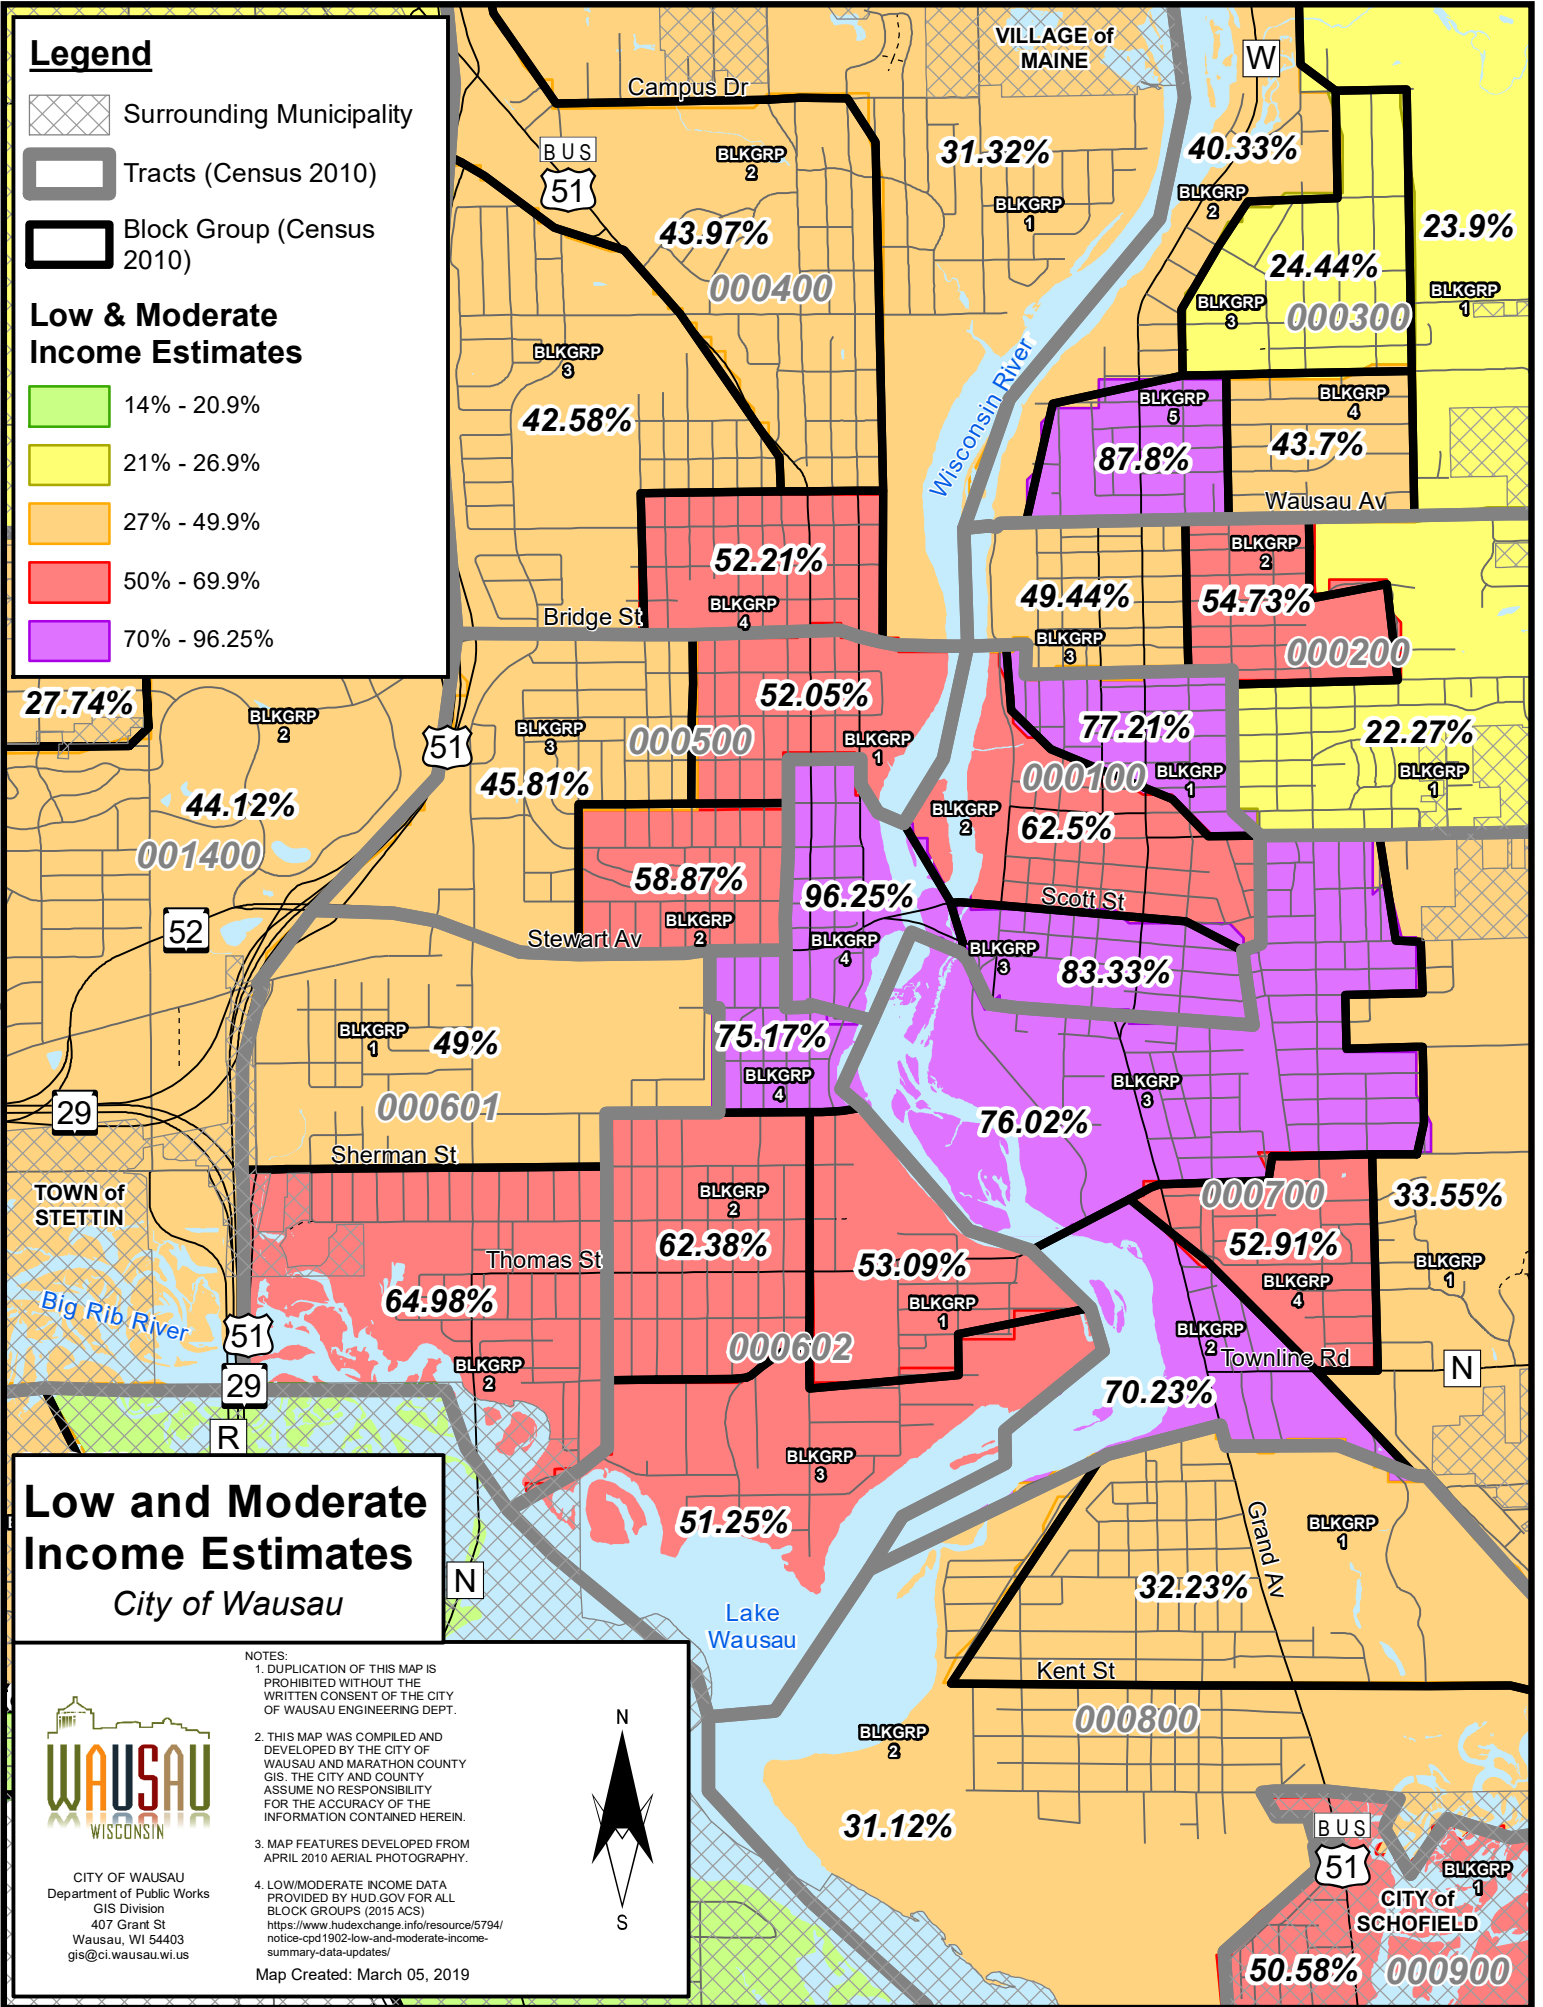 Legend
Surrounding Municipality
Tracts (Census 2010)
Block Group (Census
2010)
Low & Moderate
Income Estimates
14% - 20.9%
21% - 26.9%
27% - 49.9%
50% - 69.9%
70% - 96.25%
VILLAGE of
MAINE
W
Campus Dr
BUS
51
BLKGRP
2
43.97%
000400
31.32%
BLKGRP
1
40.33%
BLKGRP
2
23.9%
BLKGRP
1
24.44%
BLKGRP
3
000300
BLKGRP
3
42.58%
Wisconsin River
BLKGRP
5
87.8%
BLKGRP
4
43.7%
Wausau Av
52.21%
BLKGRP
4
Bridge St
49.44%
BLKGRP
3
BLKGRP
2
54.73%
000200
27.74%
BLKGRP
2
44.12%
001400
51
BLKGRP
3
45.81%
000500
52.05%
BLKGRP
1
77.21%
000100
BLKGRP
1
22.27%
BLKGRP
1
BLKGRP
2
62.5%
58.87%
BLKGRP
2
96.25%
BLKGRP
4
Scott St
52
Stewart Av
BLKGRP
3
83.33%
BLKGRP
1
49%
000601
75.17%
BLKGRP
4
29
76.02%
BLKGRP
3
Sherman St
TOWN of
STETTIN
BLKGRP
2
62.38%
000700
33.55%
BLKGRP
1
52.91%
BLKGRP
4
Thomas St
64.98%
BLKGRP
2
53.09%
BLKGRP
1
000602
Big Rib River
51
29
R
BLKGRP
2
Townline Rd
70.23%
N
BLKGRP
3
51.25%
Grand Av
BLKGRP
1
32.23%
Low and Moderate
Income Estimates
City of Wausau
N
Lake
Wausau
Kent St
000800
BLKGRP
2
31.12%
BUS
51
BLKGRP
1
CITY of
SCHOFIELD
50.58%
000900
WAUSAU
WISCONSIN
CITY OF WAUSAU
Department of Public Works
GIS Division
407 Grant St
Wausau, WI 54403
gis@ci.wausau.wi.us
NOTES:
1. DUPLICATION OF THIS MAP IS
PROHIBITED WITHOUT THE
WRITTEN CONSENT OF THE CITY
OF WAUSAU ENGINEERING DEPT.
2. THIS MAP WAS COMPILED AND
DEVELOPED BY THE CITY OF
WAUSAU AND MARATHON COUNTY
GIS. THE CITY AND COUNTY
ASSUME NO RESPONSIBILITY
FOR THE ACCURACY OF THE
INFORMATION CONTAINED HEREIN.
3. MAP FEATURES DEVELOPED FROM
APRIL 2010 AERIAL PHOTOGRAPHY.
4. LOW/MODERATE INCOME DATA
PROVIDED BY HUD.GOV FOR ALL
BLOCK GROUPS (2015 ACS)
https://www.hudexchange.info/resource/5794/
notice-cpd1902-low-and-moderate-income-
summary-data-updates/
Map Created: March 05, 2019
N
S